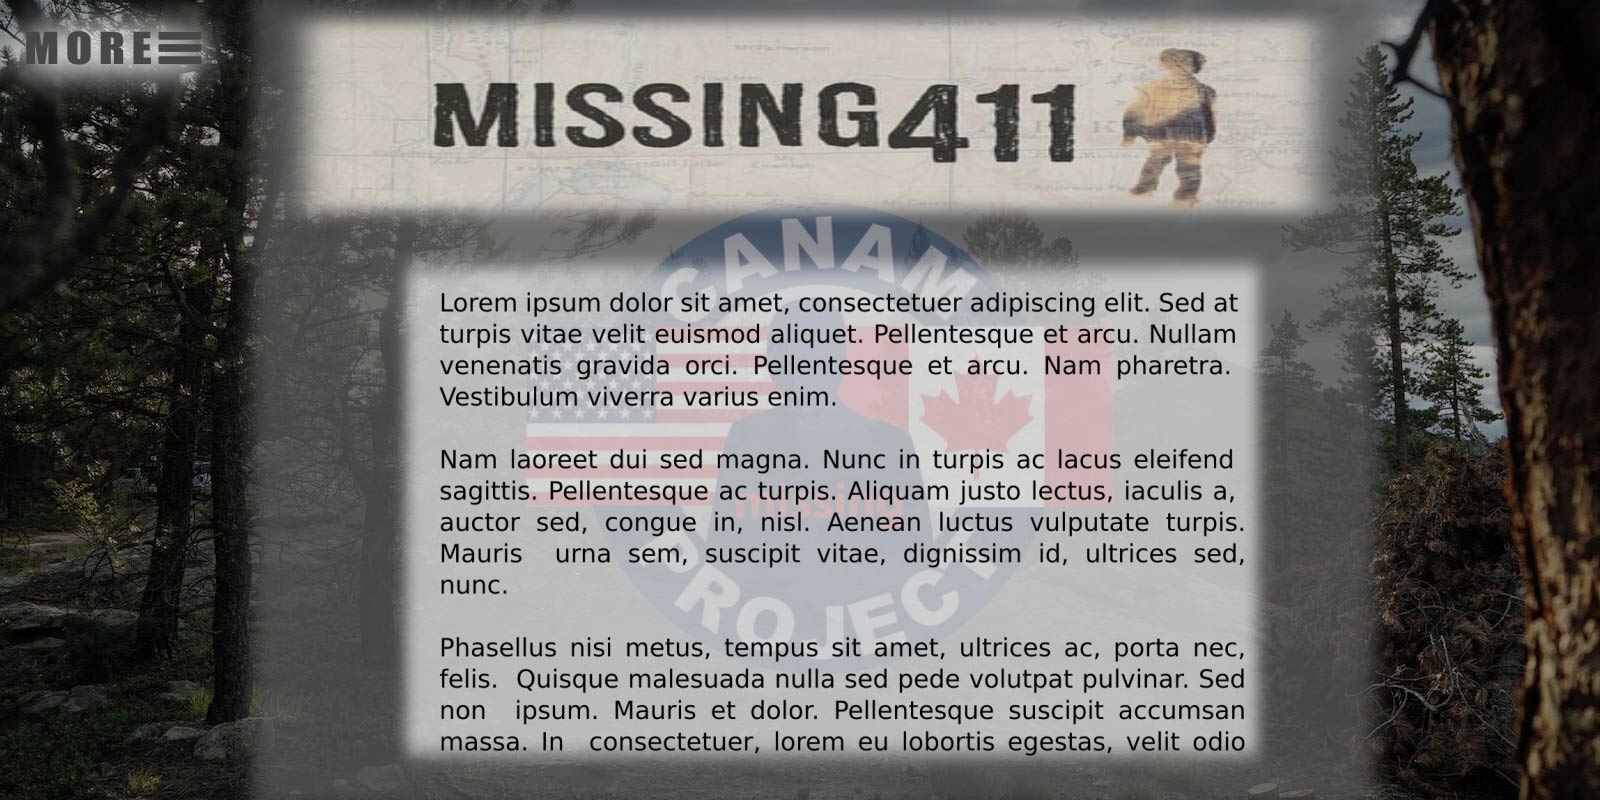 MORE
MISSING411
CANAM
Lorem ipsum dolor sit amet, consectetuer adipiscing elit. Sed at
turpis vitae velit euismod aliquet. Pellentesque et arcu. Nullam
venenatis gravida orci. Pellentesque et arcu. Nam pharetra.
Vestibulum viverra varius enim.
Nam laoreet dui sed magna. Nunc in turpis ac lacus eleifend
sagittis. Pellentesque ac turpis. Aliquam justo lectus, iaculis a,
missing
auctor sed, congue in, nisl. Aenean luctus vulputate turpis.
Mauris urna sem, suscipit vitae, dignissim id, ultrices sed,
nunc.
PROJECT
Phasellus nisi metus, tempus sit amet, ultrices ac, porta nec,
felis. Quisque malesuada nulla sed pede volutpat pulvinar. Sed
non ipsum. Mauris et dolor. Pellentesque suscipit accumsan
massa. In consectetuer, lorem eu lobortis egestas, velit odio